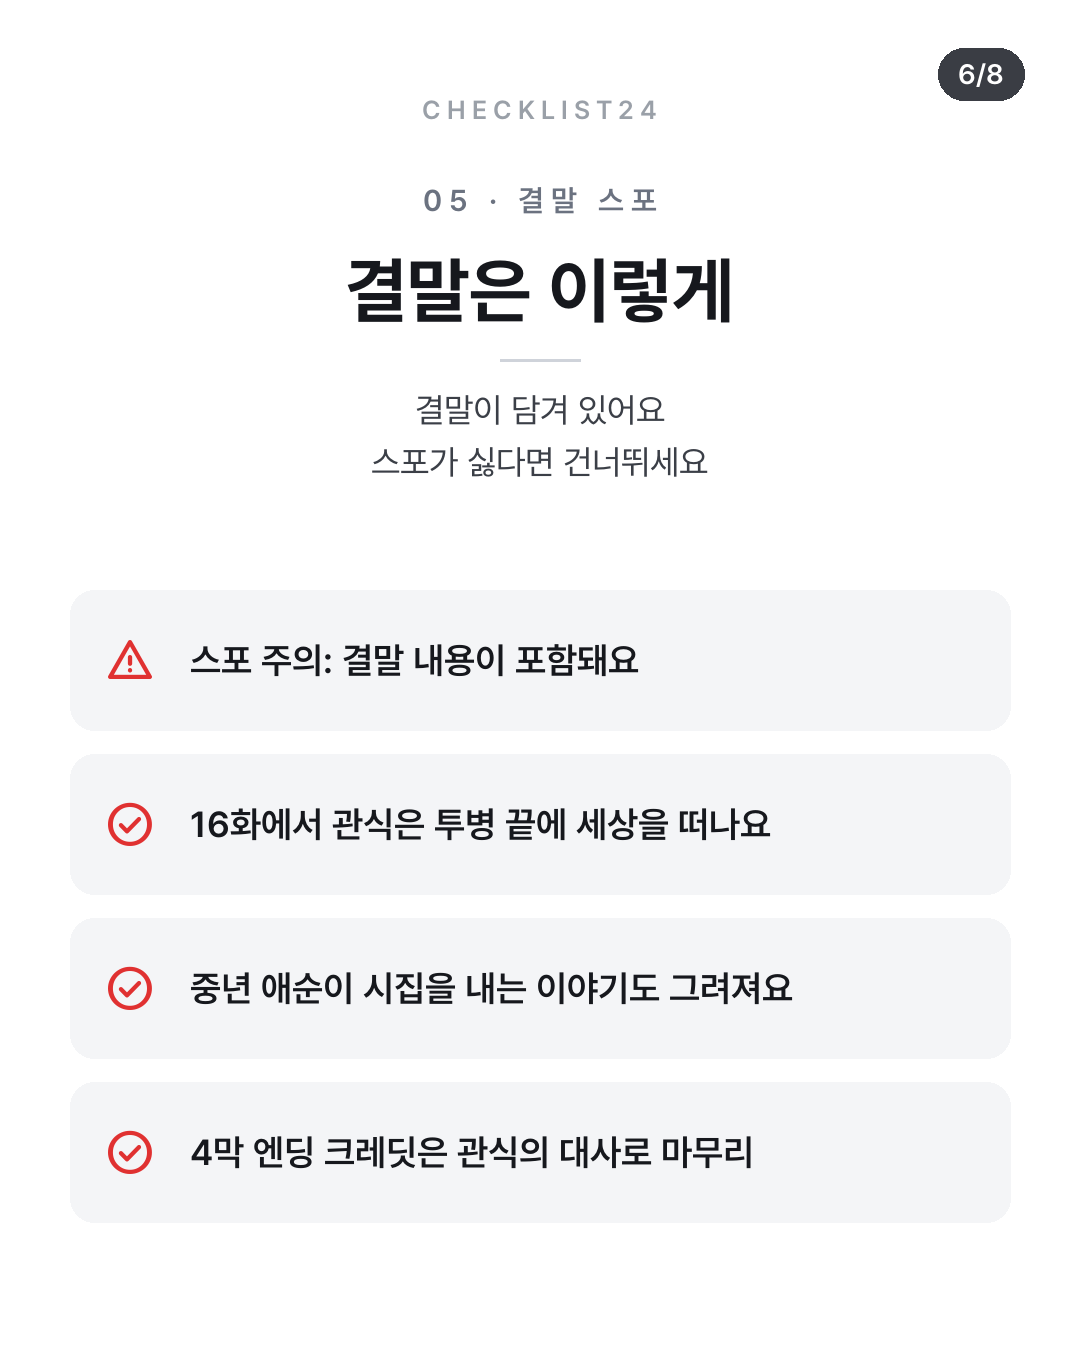 6/8
CHECKLIST24
05 · 결말 스포
결말은 이렇게
결말이 담겨 있어요
스포가 싫다면 건너뛰세요
스포 주의: 결말 내용이 포함돼요
16화에서 관식은 투병 끝에 세상을 떠나요
중년 애순이 시집을 내는 이야기도 그려져요
4막 엔딩 크레딧은 관식의 대사로 마무리